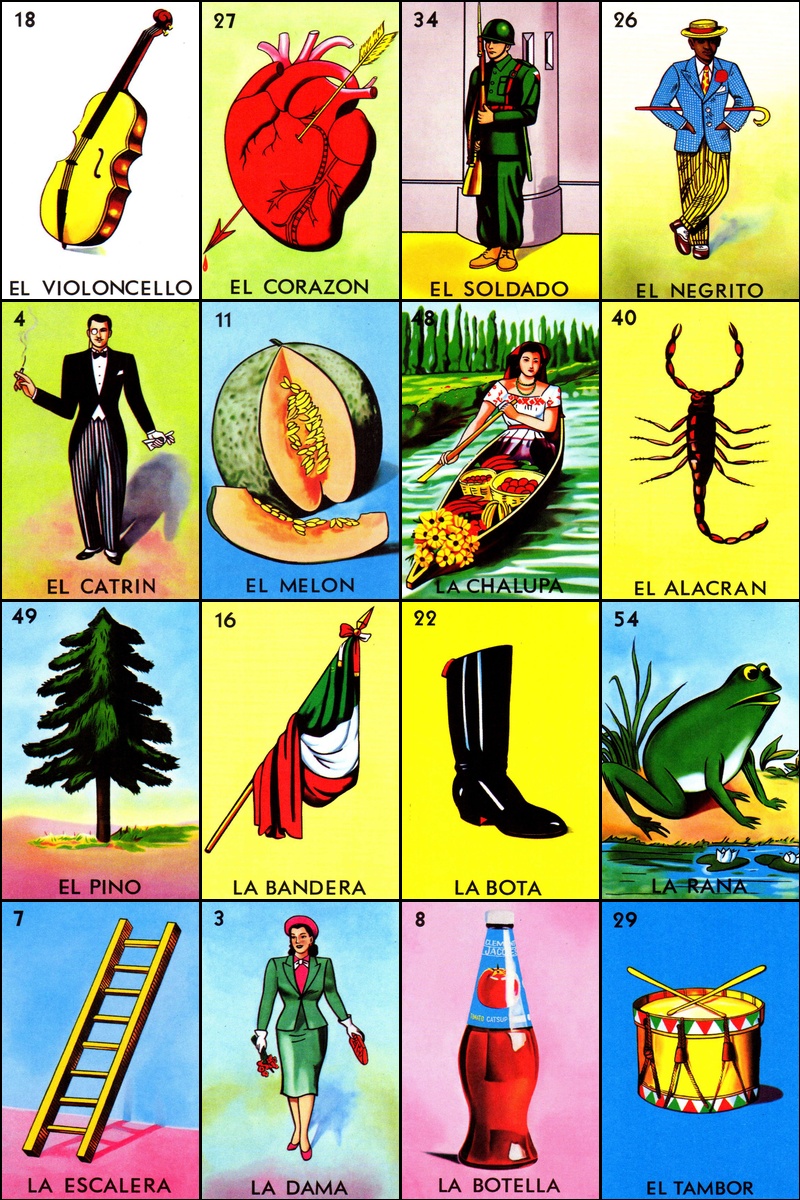 18
EL VIOLONCELLO
27
EL CORAZON
34
EL SOLDADO
26
EL NEGRITO
4
EL CATRIN
11
EL MELON
48
LA CHALUPA
40
EL ALACRAN
49
EL PINO
16
LA BANDERA
22
LA BOTA
54
LA RANA
7
LA ESCALERA
3
LA DAMA
8
TOMATO CATSUP
LA BOTELLA
29
EL TAMBOR